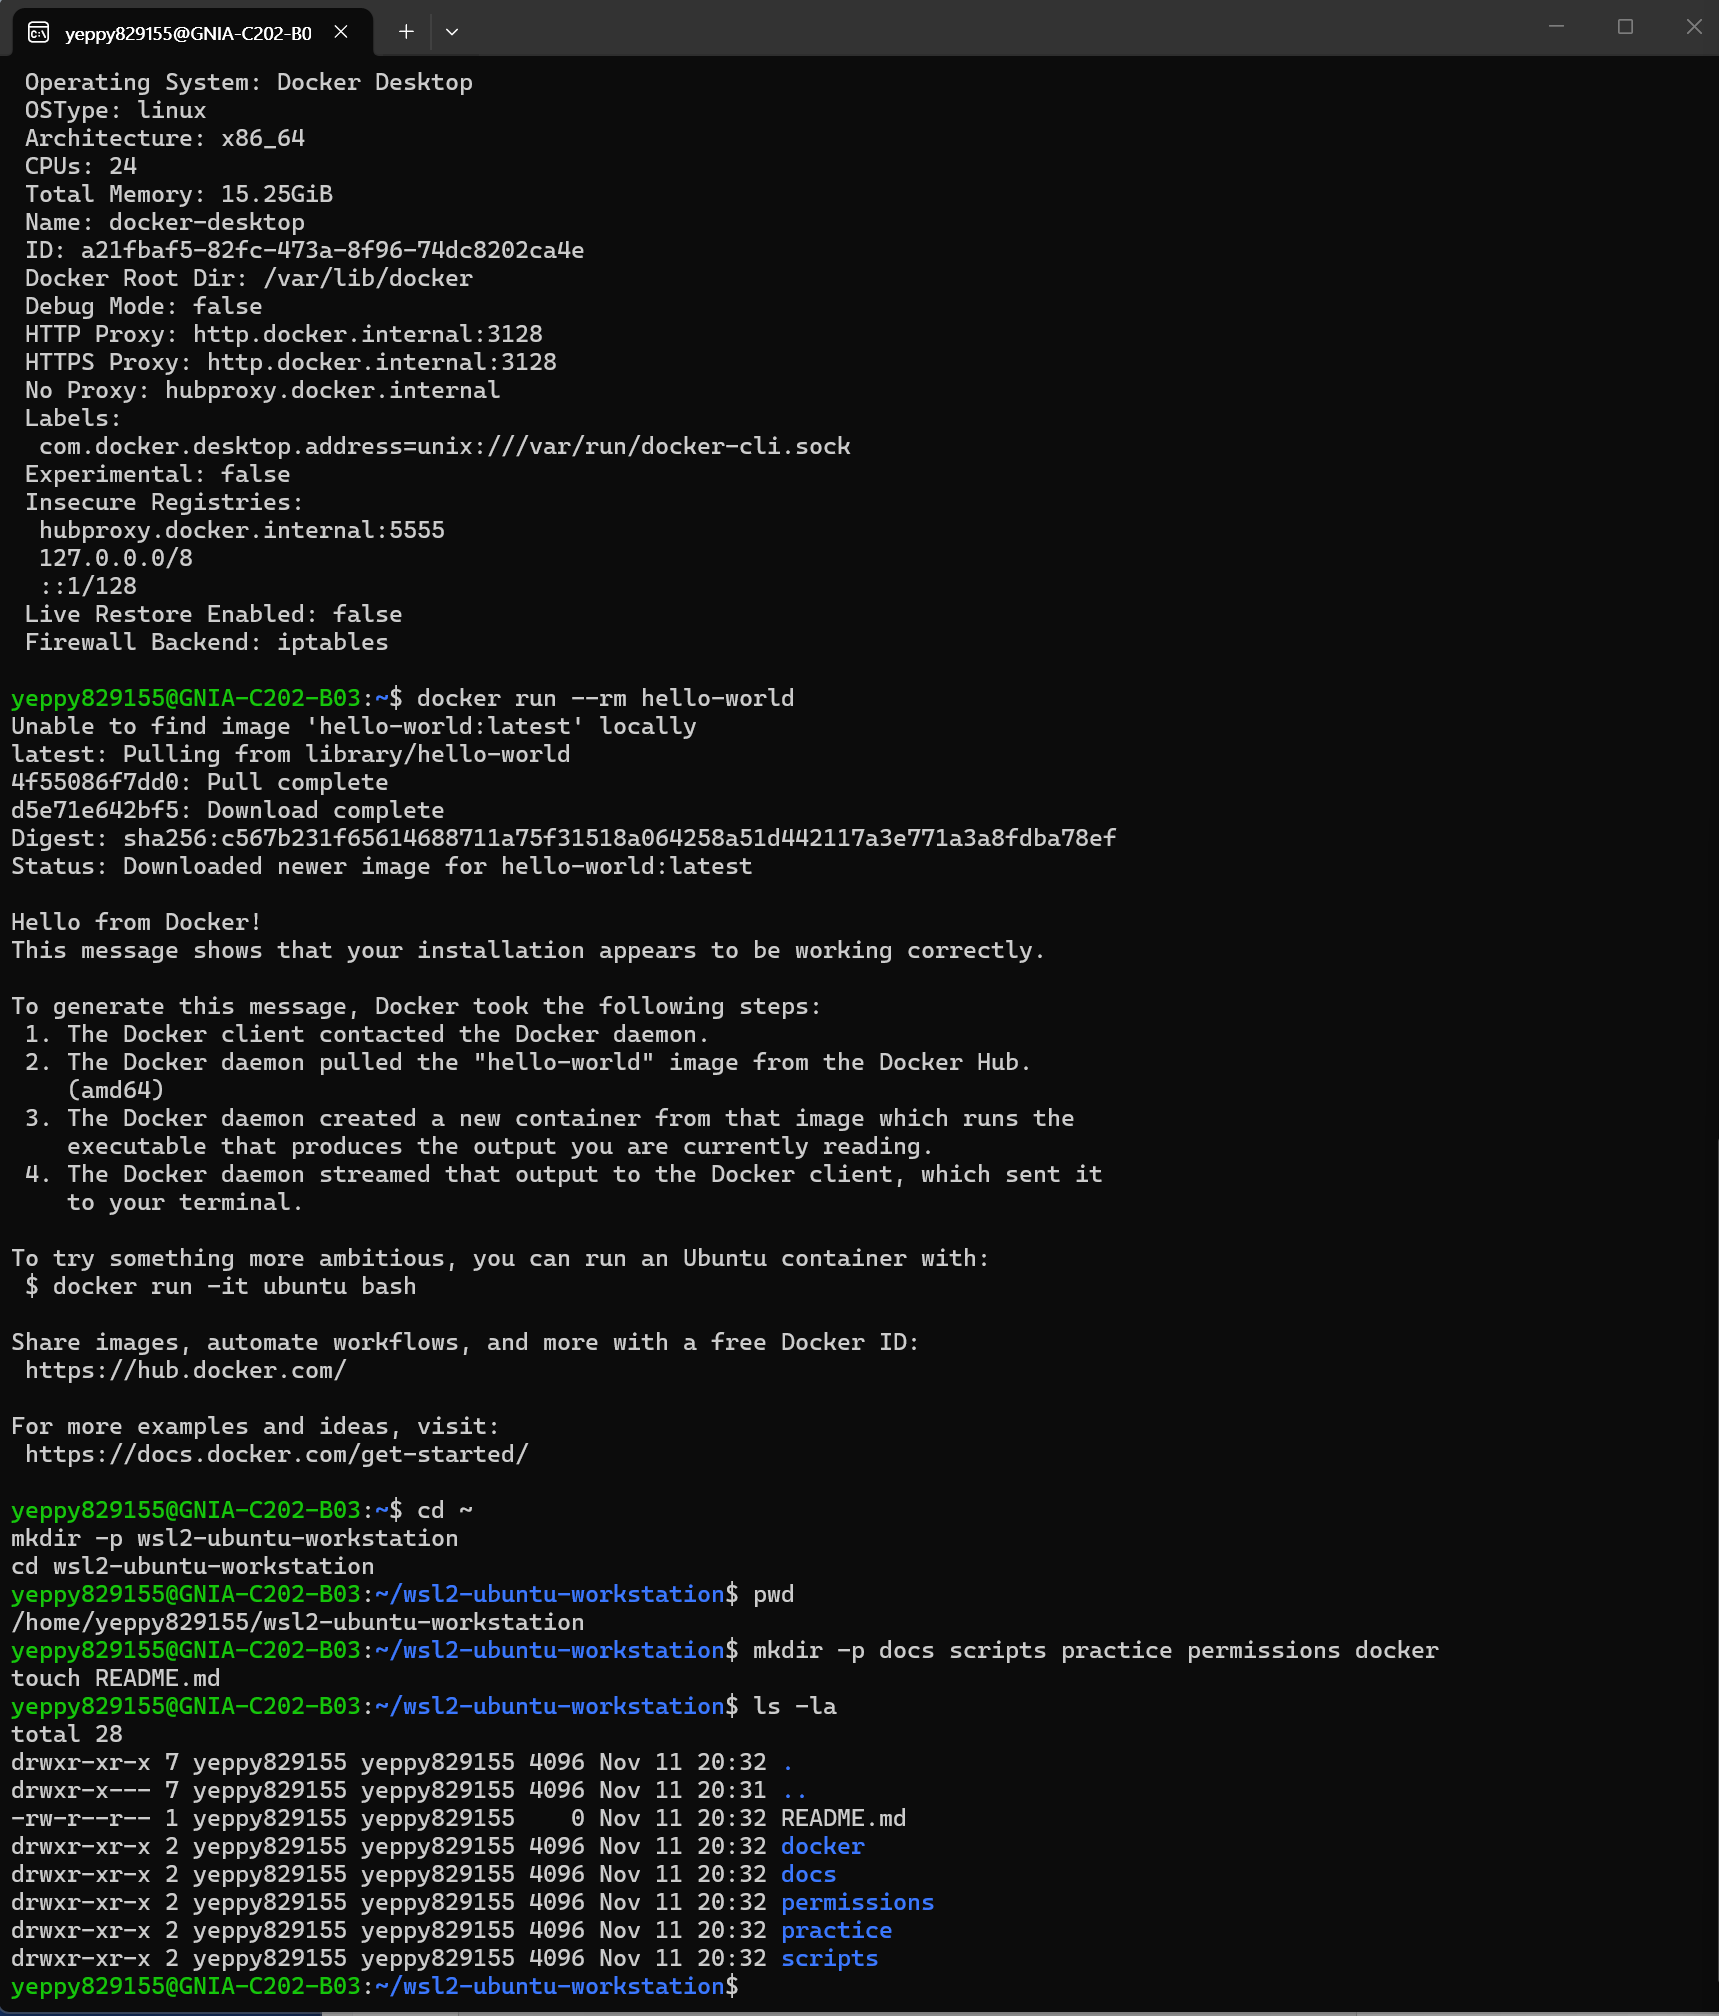 yeppy829155@GNIA-C202-B0
Operating System: Docker Desktop
OSType: linux
Architecture: x86_64
CPUs: 24
Total Memory: 15.25GiB
Name: docker-desktop
ID: a21fbaf5-82fc-473a-8f96-74dc8202ca4e
Docker Root Dir: /var/lib/docker
Debug Mode: false
HTTP Proxy: http.docker.internal:3128
HTTPS Proxy: http.docker.internal:3128
No Proxy: hubproxy.docker.internal
Labels:
com.docker.desktop.address=unix:///var/run/docker-cli.sock
Experimental: false
Insecure Registries:
hubproxy.docker.internal:5555
127.0.0.0/8
::1/128
Live Restore Enabled: false
Firewall Backend: iptables
yeppy829155@GNIA-C202-B03:~$ docker run --rm hello-world
Unable to find image 'hello-world:latest' locally
latest: Pulling from library/hello-world
4f55086f7dd0: Pull complete
d5e71e642bf5: Download complete
Digest: sha256:c567b231f65614688711a75f31518a064258a51d442117a3e771a3a8fdba78ef
Status: Downloaded newer image for hello-world:latest
Hello from Docker!
This message shows that your installation appears to be working correctly.
To generate this message, Docker took the following steps:
1. The Docker client contacted the Docker daemon.
2. The Docker daemon pulled the "hello-world" image from the Docker Hub.
(amd64)
3. The Docker daemon created a new container from that image which runs the
executable that produces the output you are currently reading.
4. The Docker daemon streamed that output to the Docker client, which sent it
to your terminal.
To try something more ambitious, you can run an Ubuntu container with:
$ docker run -it ubuntu bash
Share images, automate workflows, and more with a free Docker ID:
https://hub.docker.com/
For more examples and ideas, visit:
https://docs.docker.com/get-started/
yeppy829155@GNIA-C202-B03:~$ cd ~
mkdir -p wsl2-ubuntu-workstation
cd wsl2-ubuntu-workstation
yeppy829155@GNIA-C202-B03:~/wsl2-ubuntu-workstation$ pwd
/home/yeppy829155/wsl2-ubuntu-workstation
yeppy829155@GNIA-C202-B03:~/wsl2-ubuntu-workstation$ mkdir -p docs scripts practice permissions docker
touch README.md
yeppy829155@GNIA-C202-B03:~/wsl2-ubuntu-workstation$ ls -la
total 28
drwxr-xr-x 7 yeppy829155 yeppy829155 4096 Nov 11 20:32 .
drwxr-x--- 7 yeppy829155 yeppy829155 4096 Nov 11 20:31 ..
-rw-r--r-- 1 yeppy829155 yeppy829155    0 Nov 11 20:32 README.md
drwxr-xr-x 2 yeppy829155 yeppy829155 4096 Nov 11 20:32 docker
drwxr-xr-x 2 yeppy829155 yeppy829155 4096 Nov 11 20:32 docs
drwxr-xr-x 2 yeppy829155 yeppy829155 4096 Nov 11 20:32 permissions
drwxr-xr-x 2 yeppy829155 yeppy829155 4096 Nov 11 20:32 practice
drwxr-xr-x 2 yeppy829155 yeppy829155 4096 Nov 11 20:32 scripts
yeppy829155@GNIA-C202-B03:~/wsl2-ubuntu-workstation$